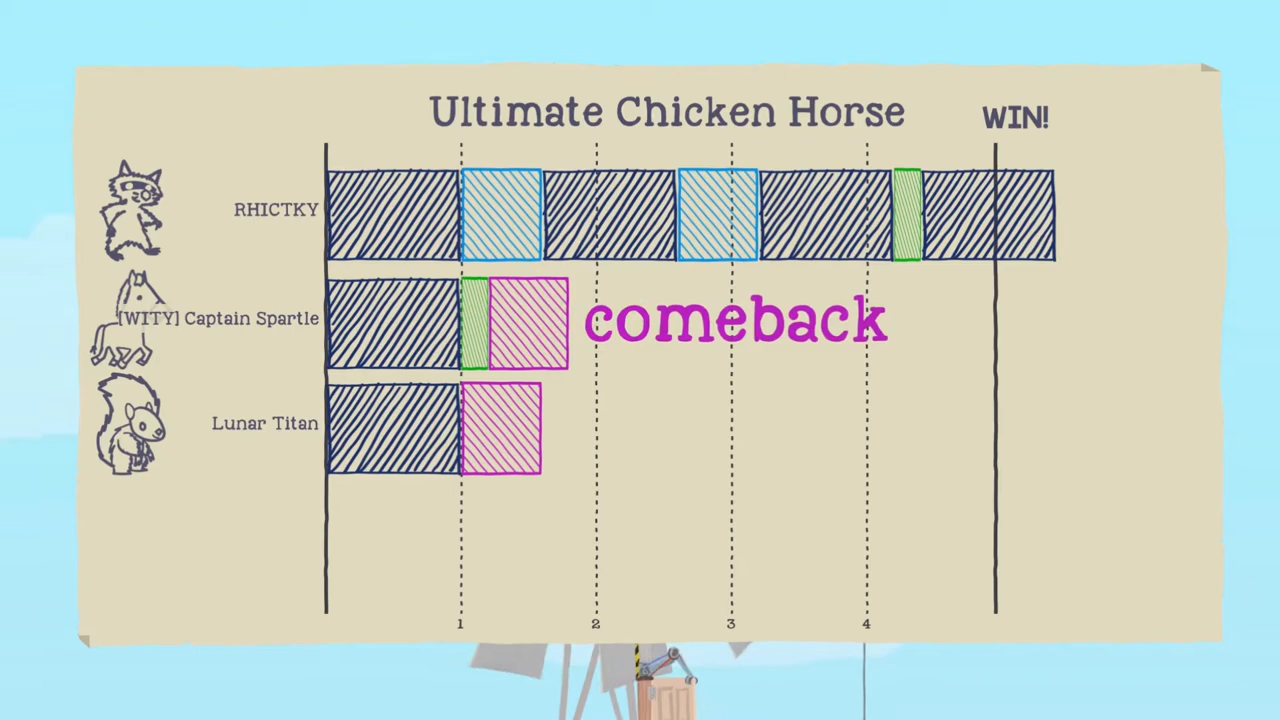 Ultimate Chicken Horse
WIN!
RHICTKY
[WITY] Captain Spartle
comeback
Lunar Titan
1 2 3 4